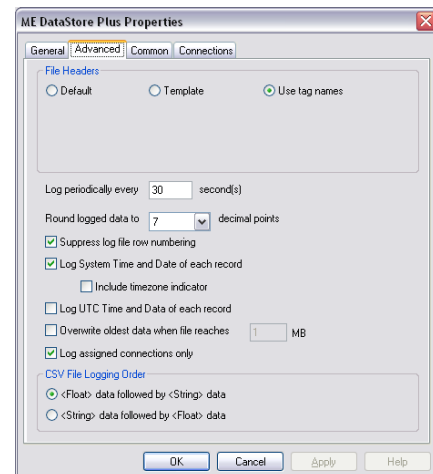 ME DataStore Plus Properties
General Advanced Common Connections
File Headers
Default Template Use tag names
Log periodically every 30 second(s)
Round logged data to 7 decimal points
Suppress log file row numbering
Log System Time and Date of each record
Include timezone indicator
Log UTC Time and Data of each record
Overwrite oldest data when file reaches 1 MB
Log assigned connections only
CSV File Logging Order
<Float> data followed by <String> data
<String> data followed by <Float> data
OK Cancel Apply Help